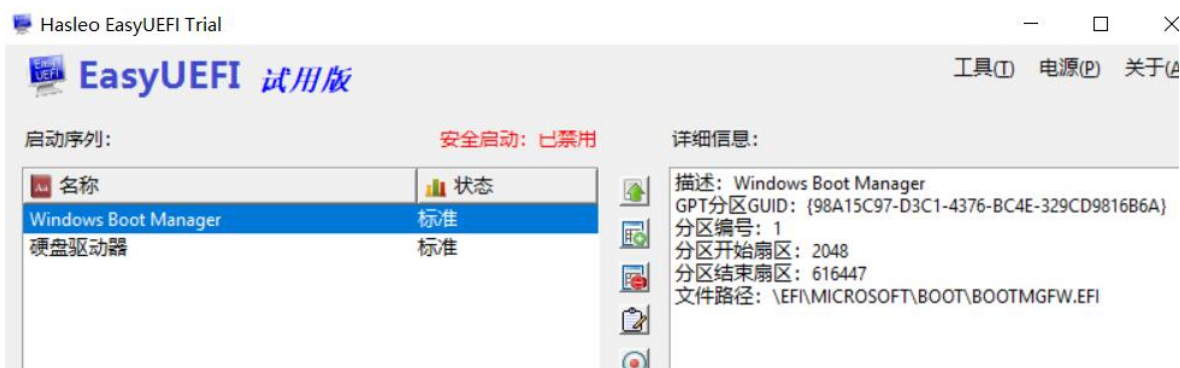 Hasleo EasyUEFI Trial
EasyUEFI 试用版
工具(T) 电源(P) 关于(A
启动序列： 安全启动：已禁用
名称 状态
Windows Boot Manager 标准
硬盘驱动器 标准
详细信息：
描述：Windows Boot Manager
GPT分区GUID：{98A15C97-D3C1-4376-BC4E-329CD9816B6A}
分区编号：1
分区开始扇区：2048
分区结束扇区：616447
文件路径：\EFI\MICROSOFT\BOOT\BOOTMGFW.EFI